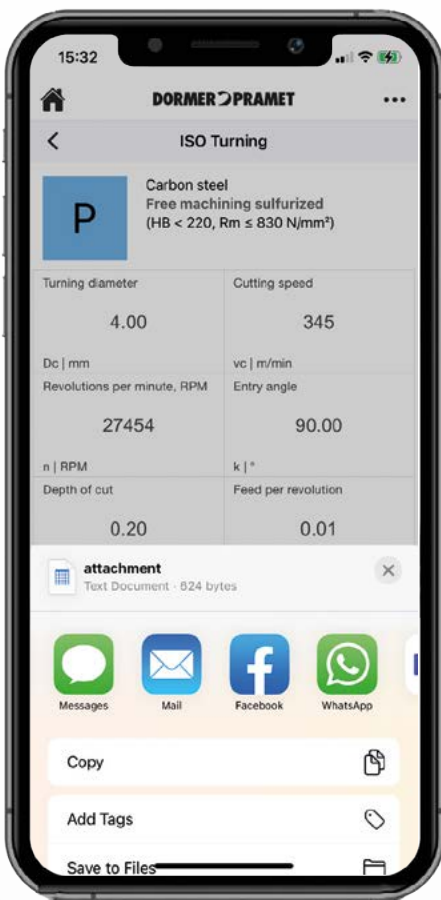 15:32
DORMER PRAMET
ISO Turning
P
Carbon steel
Free machining sulfurized
(HB < 220, Rm ≤ 830 N/mm²)
Turning diameter
Cutting speed
4.00
345
Dc | mm
vc | m/min
Revolutions per minute, RPM
Entry angle
27454
90.00
n | RPM
k | °
Depth of cut
Feed per revolution
0.20
0.01
attachment
Text Document · 624 bytes
Messages
Mail
Facebook
WhatsApp
Copy
Add Tags
Save to Files